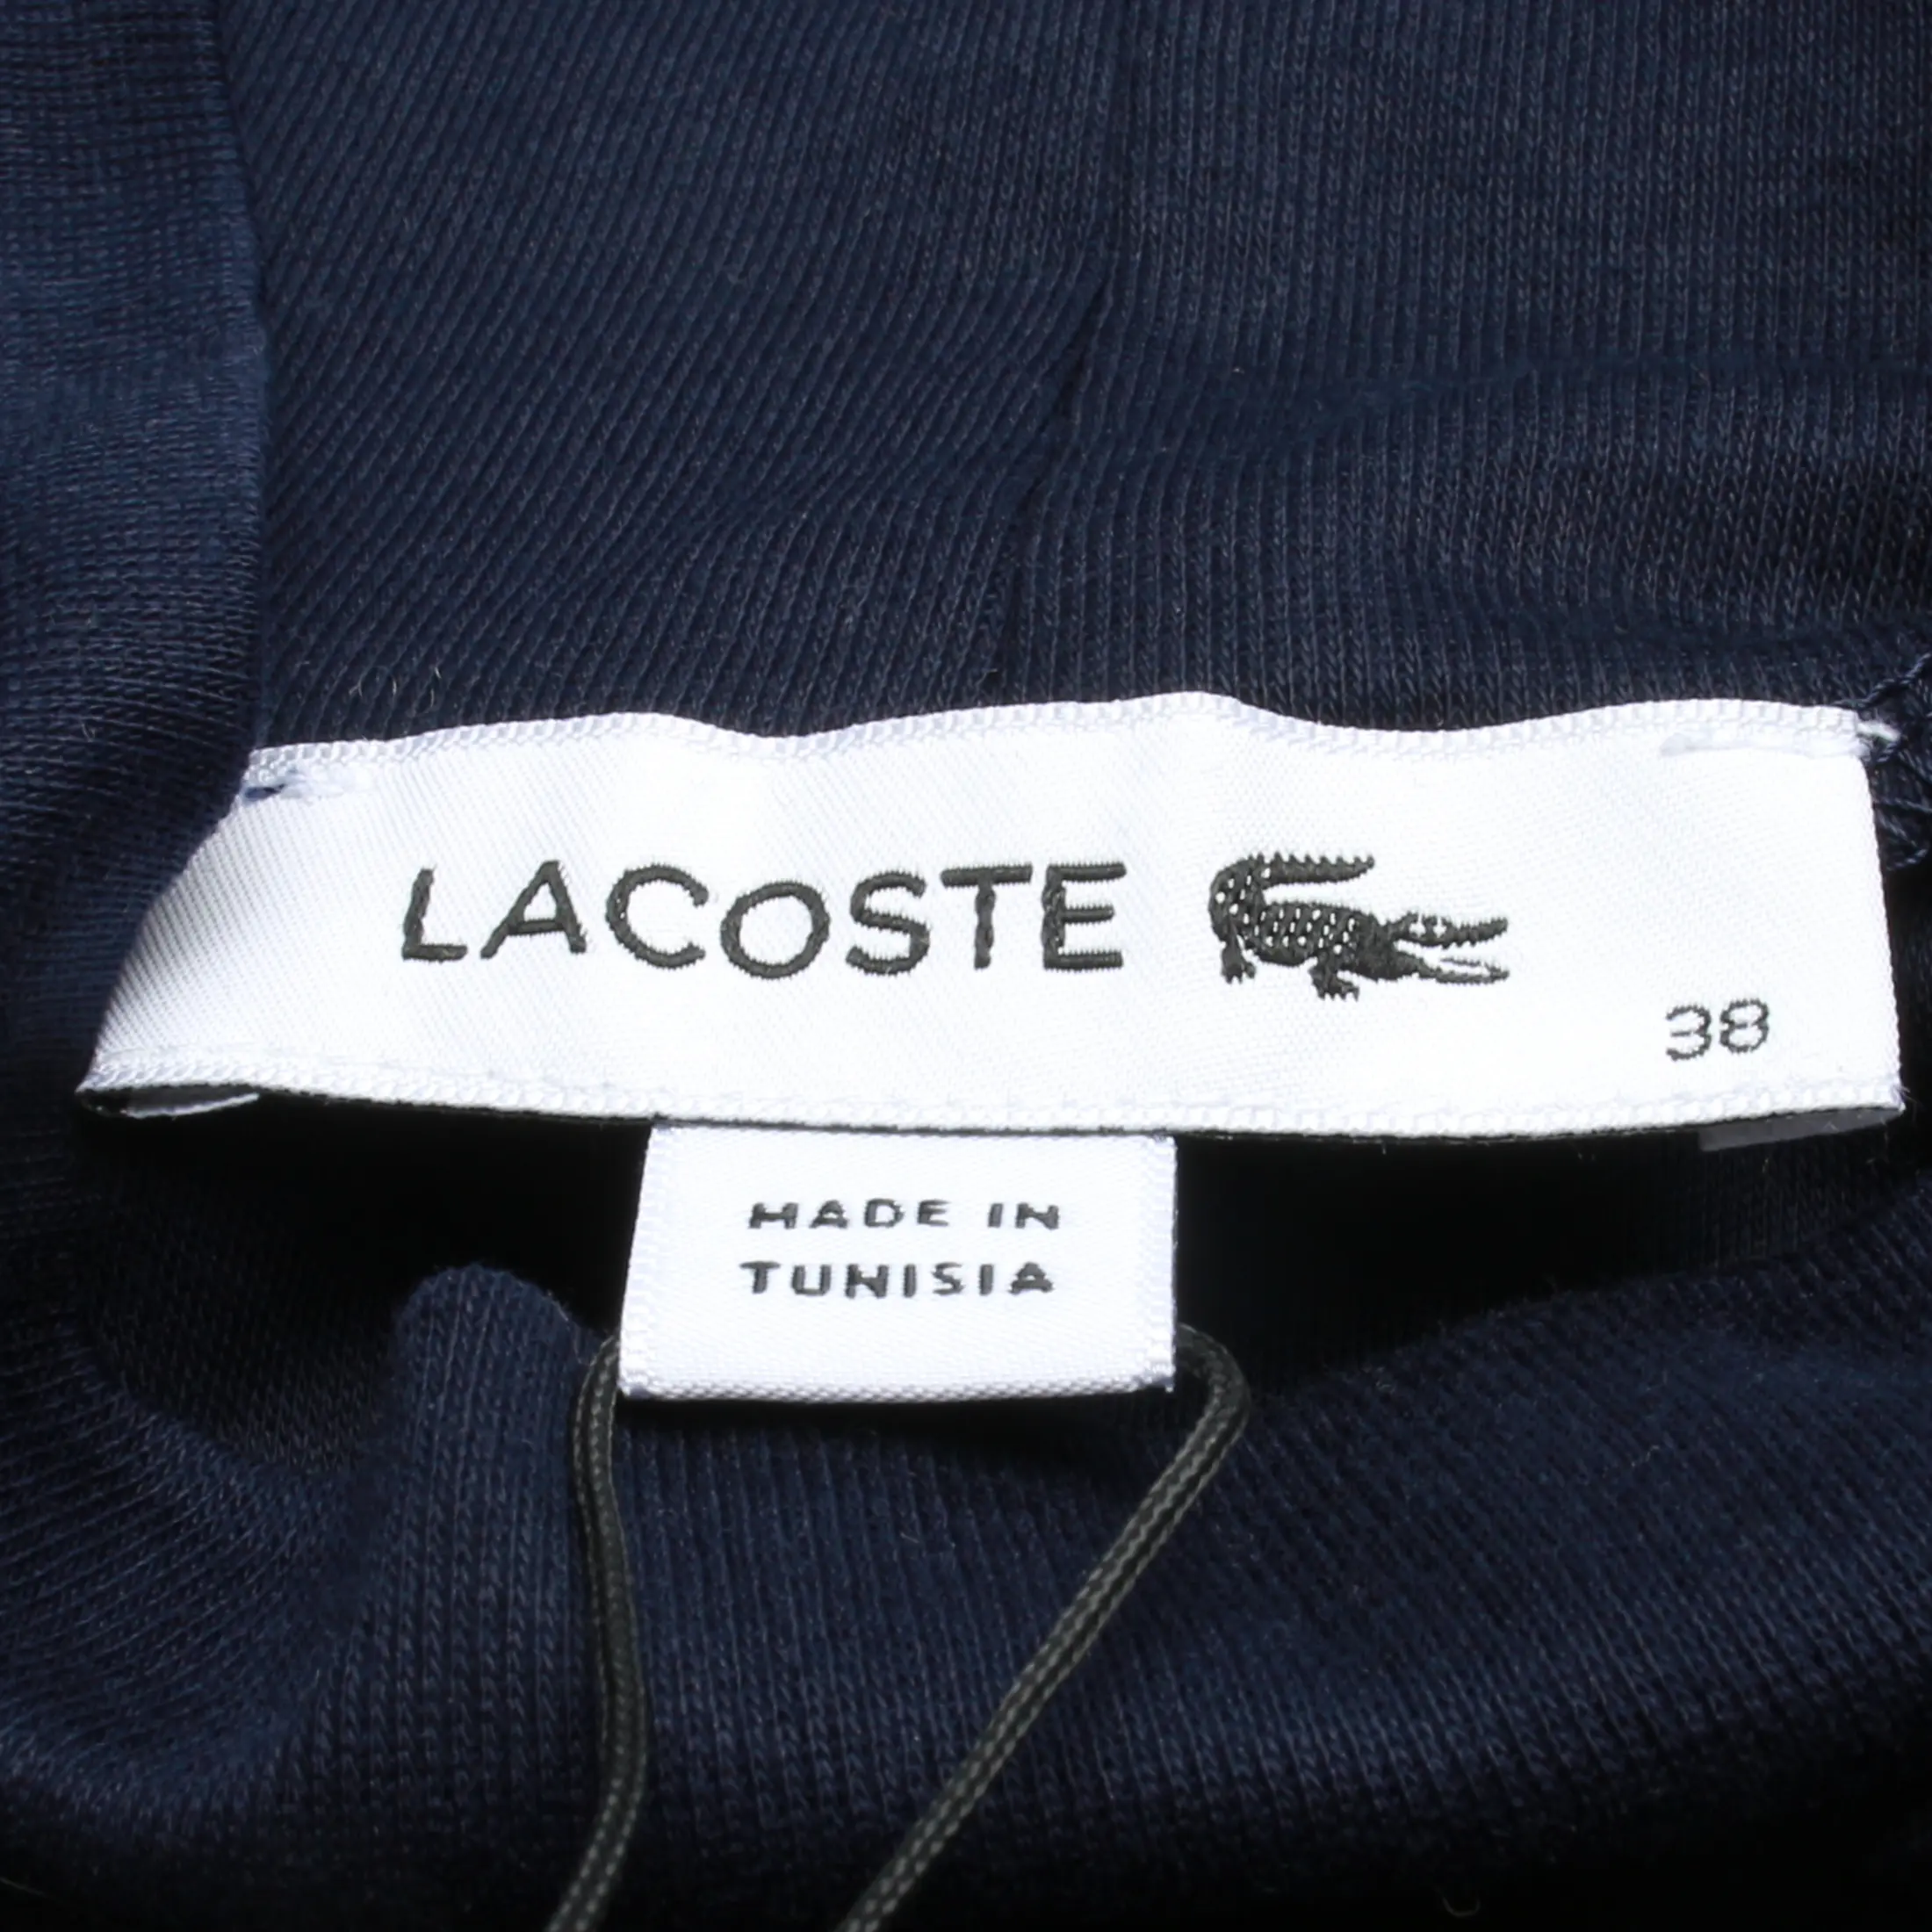 LACOSTE
38
MADE IN
TUNISIA